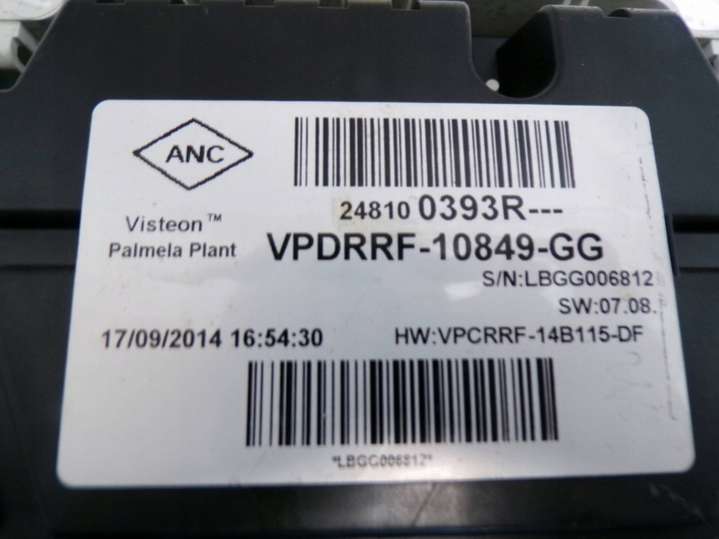 ANC
Visteon™
Palmela Plant
24810 0393R---
VPDRRF-10849-GG
S/N:LBGG006812
SW:07.08.
17/09/2014 16:54:30
HW:VPCRRF-14B115-DF
*LBGG006812*